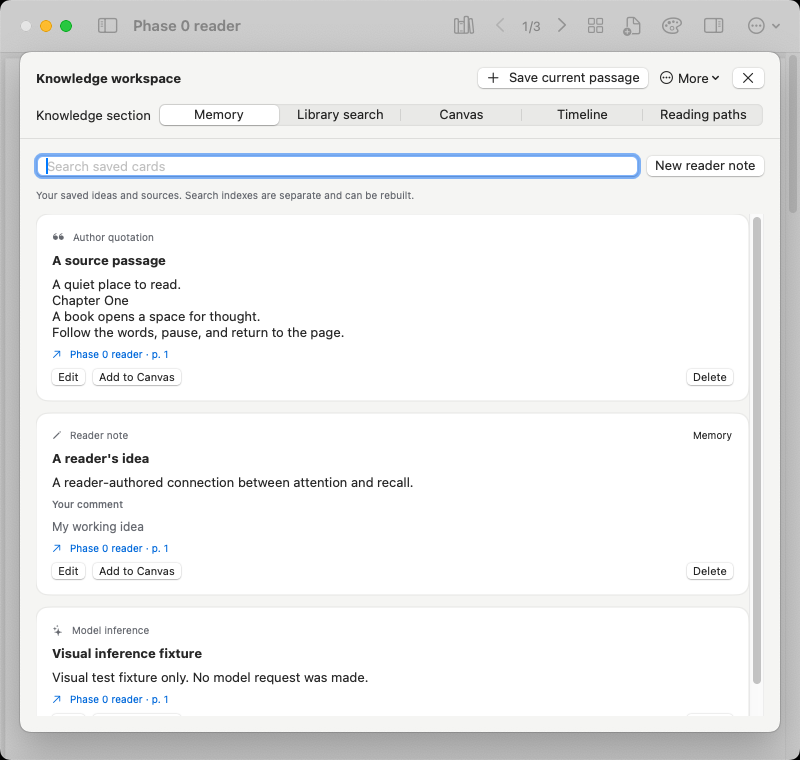 Phase 0 reader
1/3
Knowledge workspace
Save current passage
More
Knowledge section
Memory
Library search
Canvas
Timeline
Reading paths
Search saved cards
New reader note
Your saved ideas and sources. Search indexes are separate and can be rebuilt.
Author quotation
A source passage
A quiet place to read.
Chapter One
A book opens a space for thought.
Follow the words, pause, and return to the page.
Phase 0 reader · p. 1
Edit
Add to Canvas
Delete
Reader note
Memory
A reader's idea
A reader-authored connection between attention and recall.
Your comment
My working idea
Phase 0 reader · p. 1
Edit
Add to Canvas
Delete
Model inference
Visual inference fixture
Visual test fixture only. No model request was made.
Phase 0 reader · p. 1